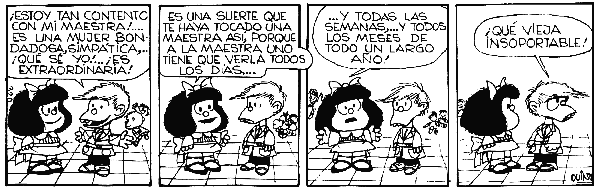 ¡ESTOY TAN CONTENTO
CON MI MAESTRA!...
ES UNA MUJER BON-
DADOSA, SIMPÁTICA,..
¡QUÉ SÉ YO!...¡ES
EXTRAORDINARIA!
ES UNA SUERTE QUE
TE HAYA TOCADO UNA
MAESTRA ASÍ, PORQUE
A LA MAESTRA UNO
TIENE QUE VERLA TODOS
LOS DÍAS,...
...Y TODAS LAS
SEMANAS,...Y TODOS
LOS MESES DE
TODO UN LARGO
AÑO!
¡QUÉ VIEJA
INSOPORTABLE!
QUINO